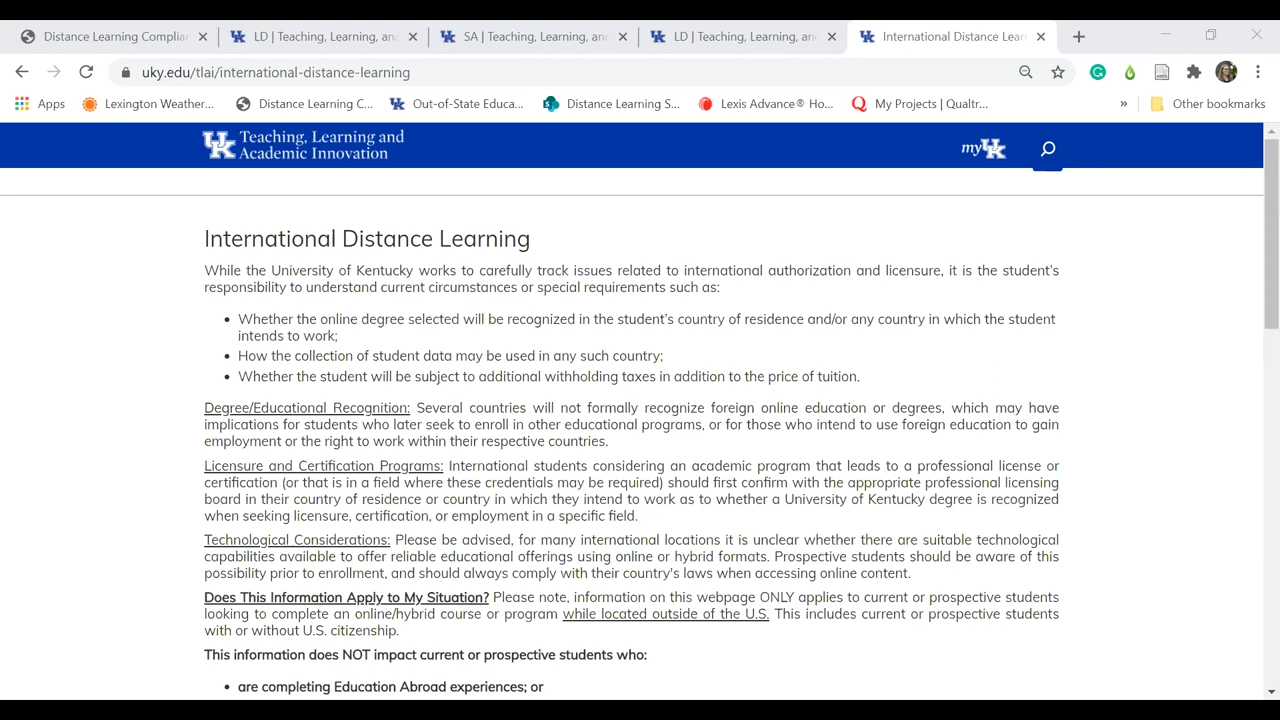 Distance Learning Complia
LD | Teaching, Learning, an
SA | Teaching, Learning, an
LD | Teaching, Learning, an
International Distance Lear
uky.edu/tlai/international-distance-learning
Apps
Lexington Weather...
Distance Learning C...
Out-of-State Educa...
Distance Learning S...
Lexis Advance® Ho...
My Projects | Qualtr...
»
Other bookmarks
UK Teaching, Learning and
Academic Innovation
myUK
International Distance Learning
While the University of Kentucky works to carefully track issues related to international authorization and licensure, it is the student's
responsibility to understand current circumstances or special requirements such as:
• Whether the online degree selected will be recognized in the student's country of residence and/or any country in which the student
intends to work;
• How the collection of student data may be used in any such country;
• Whether the student will be subject to additional withholding taxes in addition to the price of tuition.
Degree/Educational Recognition: Several countries will not formally recognize foreign online education or degrees, which may have
implications for students who later seek to enroll in other educational programs, or for those who intend to use foreign education to gain
employment or the right to work within their respective countries.
Licensure and Certification Programs: International students considering an academic program that leads to a professional license or
certification (or that is in a field where these credentials may be required) should first confirm with the appropriate professional licensing
board in their country of residence or country in which they intend to work as to whether a University of Kentucky degree is recognized
when seeking licensure, certification, or employment in a specific field.
Technological Considerations: Please be advised, for many international locations it is unclear whether there are suitable technological
capabilities available to offer reliable educational offerings using online or hybrid formats. Prospective students should be aware of this
possibility prior to enrollment, and should always comply with their country's laws when accessing online content.
Does This Information Apply to My Situation? Please note, information on this webpage ONLY applies to current or prospective students
looking to complete an online/hybrid course or program while located outside of the U.S. This includes current or prospective students
with or without U.S. citizenship.
This information does NOT impact current or prospective students who:
• are completing Education Abroad experiences; or